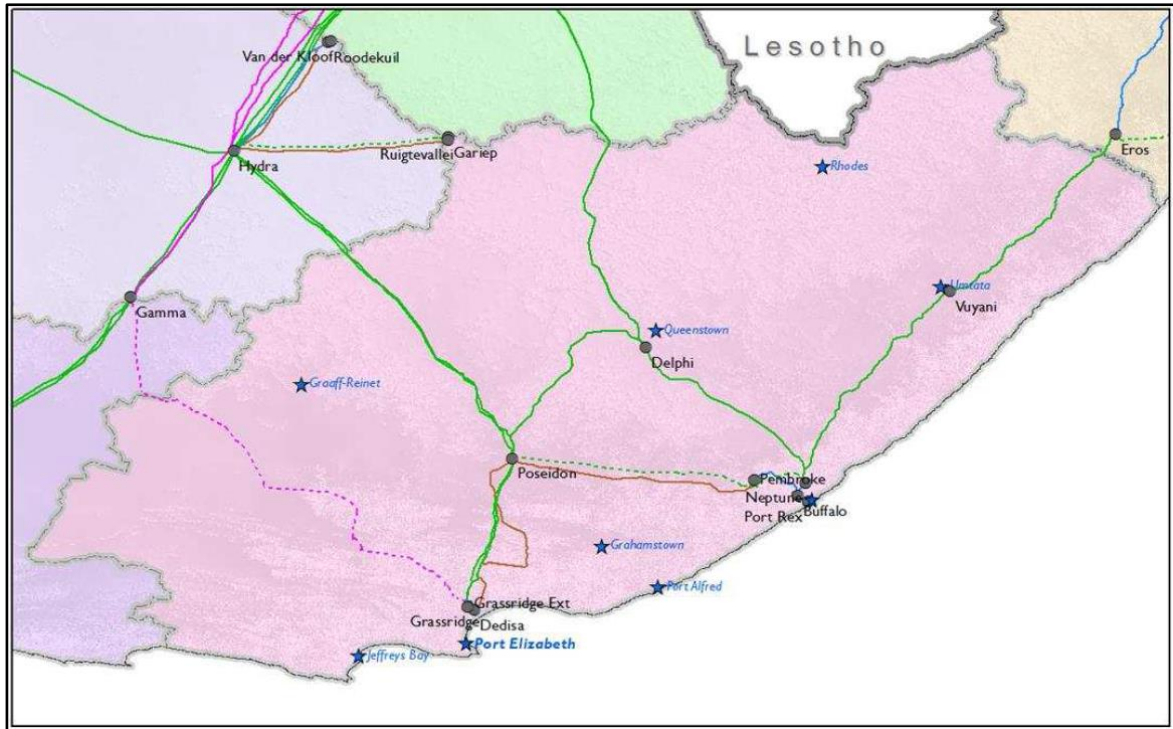 Lesotho
Van der Kloof
Roodekuil
Ruigtevallei
Gariep
Hydra
Eros
Rhodes
Gamma
Umtata
Vuyani
Queenstown
Delphi
Graaff-Reinet
Poseidon
Pembroke
Neptune
Port Rex
Buffalo
Grahamstown
Port Alfred
Grassridge Ext
Grassridge
Dedisa
Port Elizabeth
Jeffreys Bay